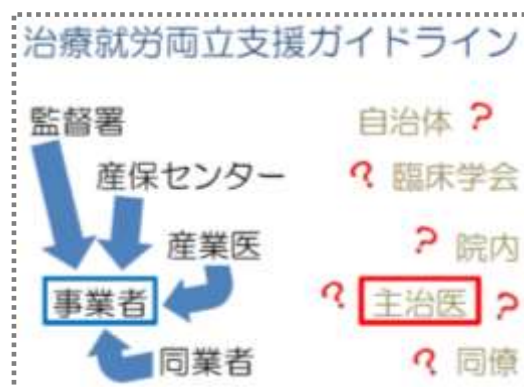 治療就労両立支援ガイドライン
監督署
自治体 ?
産保センター
? 臨床学会
産業医
? 院内
事業者
? 主治医 ?
同業者
? 同僚